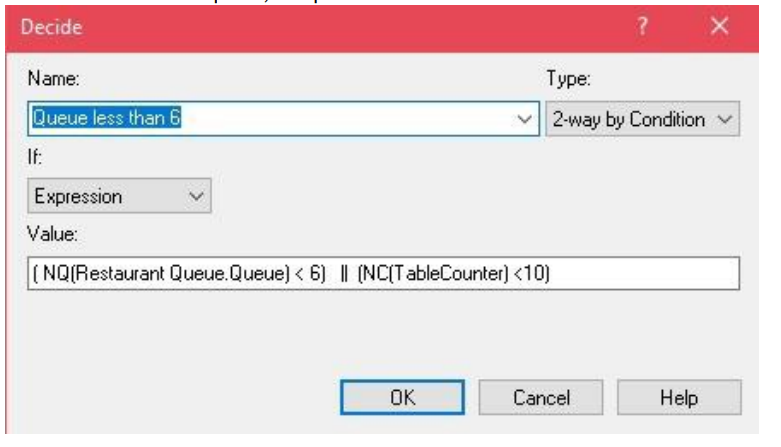 Decide ? ×
Name: Type:
Queue less than 6 2-way by Condition
If:
Expression
Value:
( NQ(Restaurant Queue.Queue) < 6) || (NC(TableCounter) <10)
OK Cancel Help